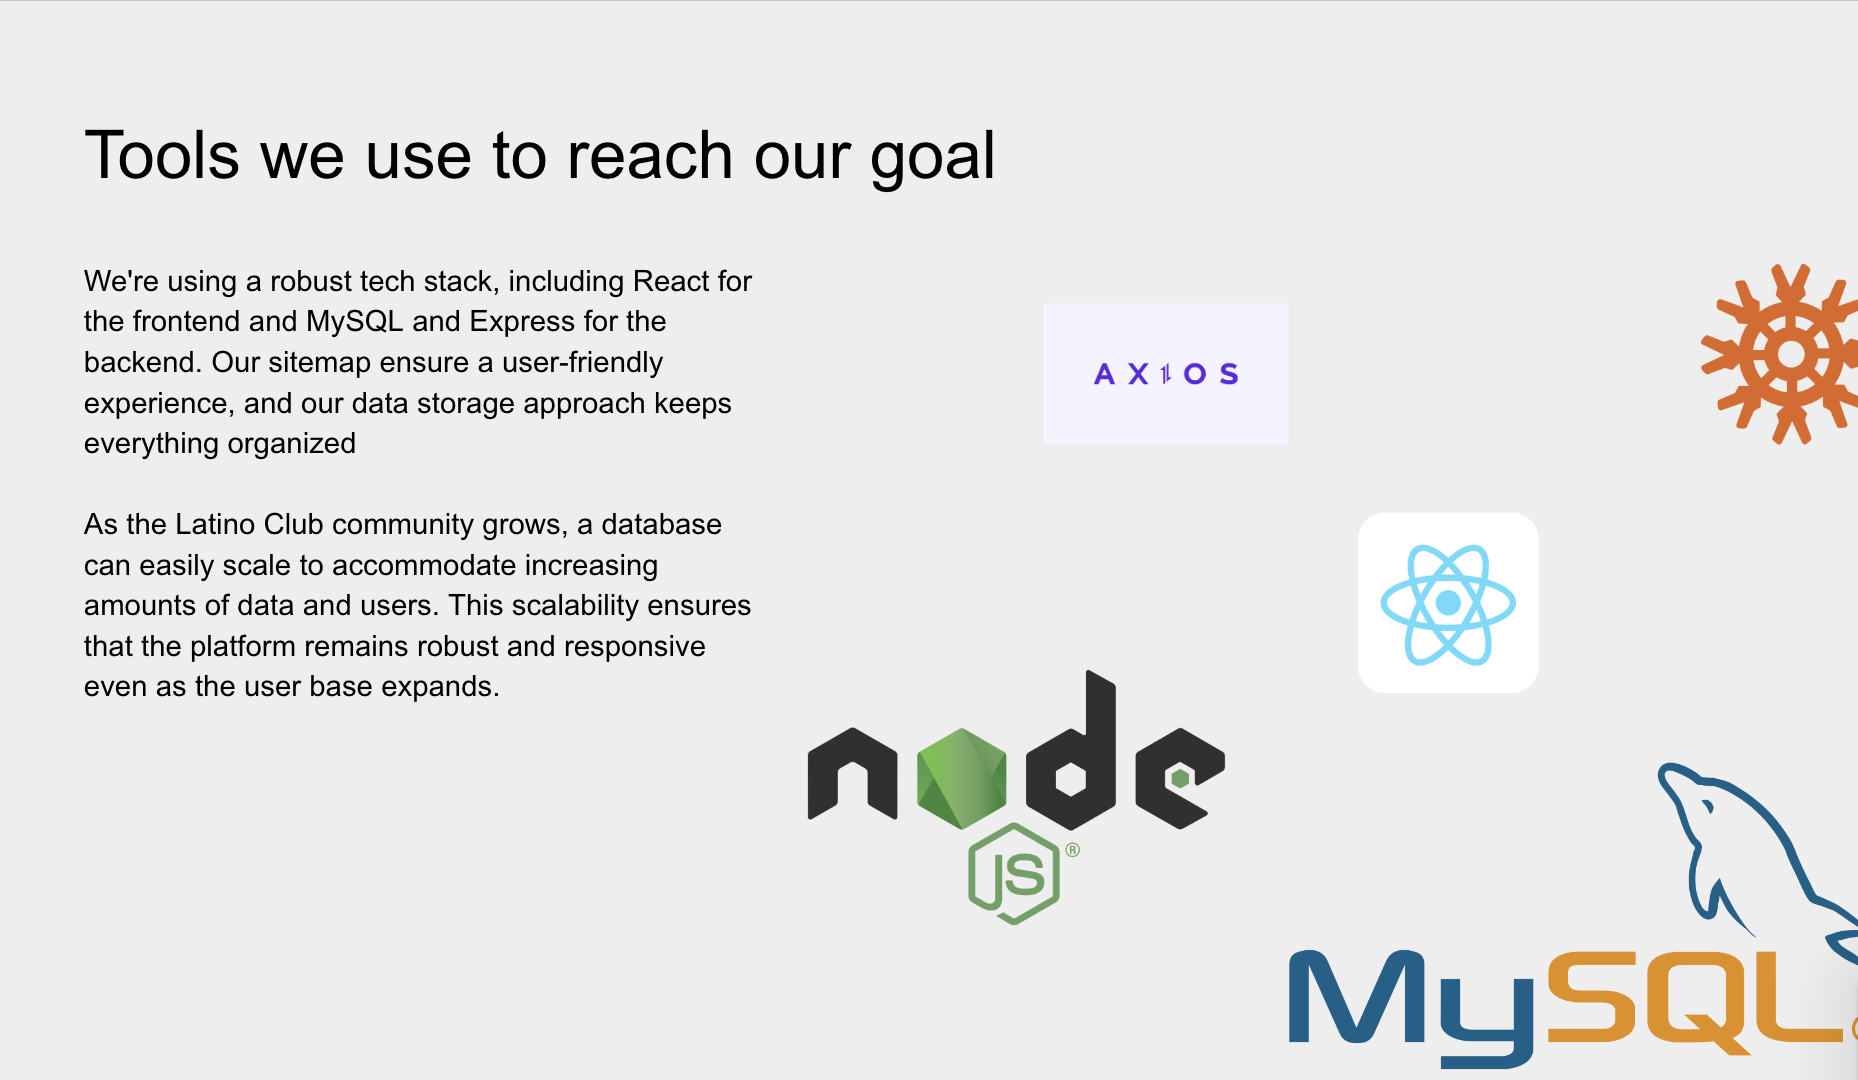 Tools we use to reach our goal
We're using a robust tech stack, including React for
the frontend and MySQL and Express for the
backend. Our sitemap ensure a user-friendly
experience, and our data storage approach keeps
everything organized
As the Latino Club community grows, a database
can easily scale to accommodate increasing
amounts of data and users. This scalability ensures
that the platform remains robust and responsive
even as the user base expands.
AXIOS
node
JS®
MySQL